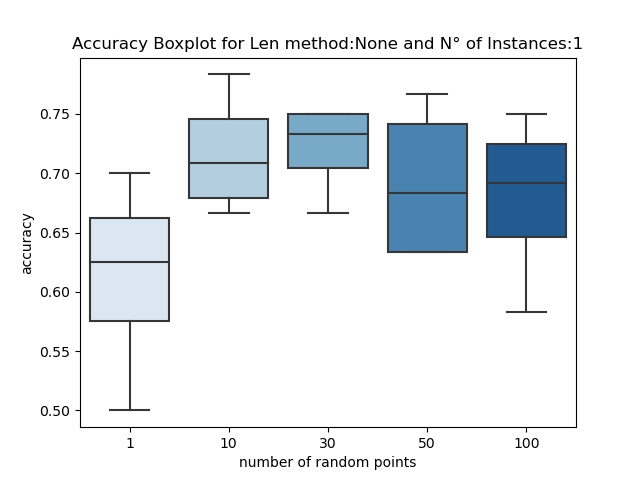 Accuracy Boxplot for Len method:None and N° of Instances:1
accuracy
0.75
0.70
0.65
0.60
0.55
0.50
1 10 30 50 100
number of random points